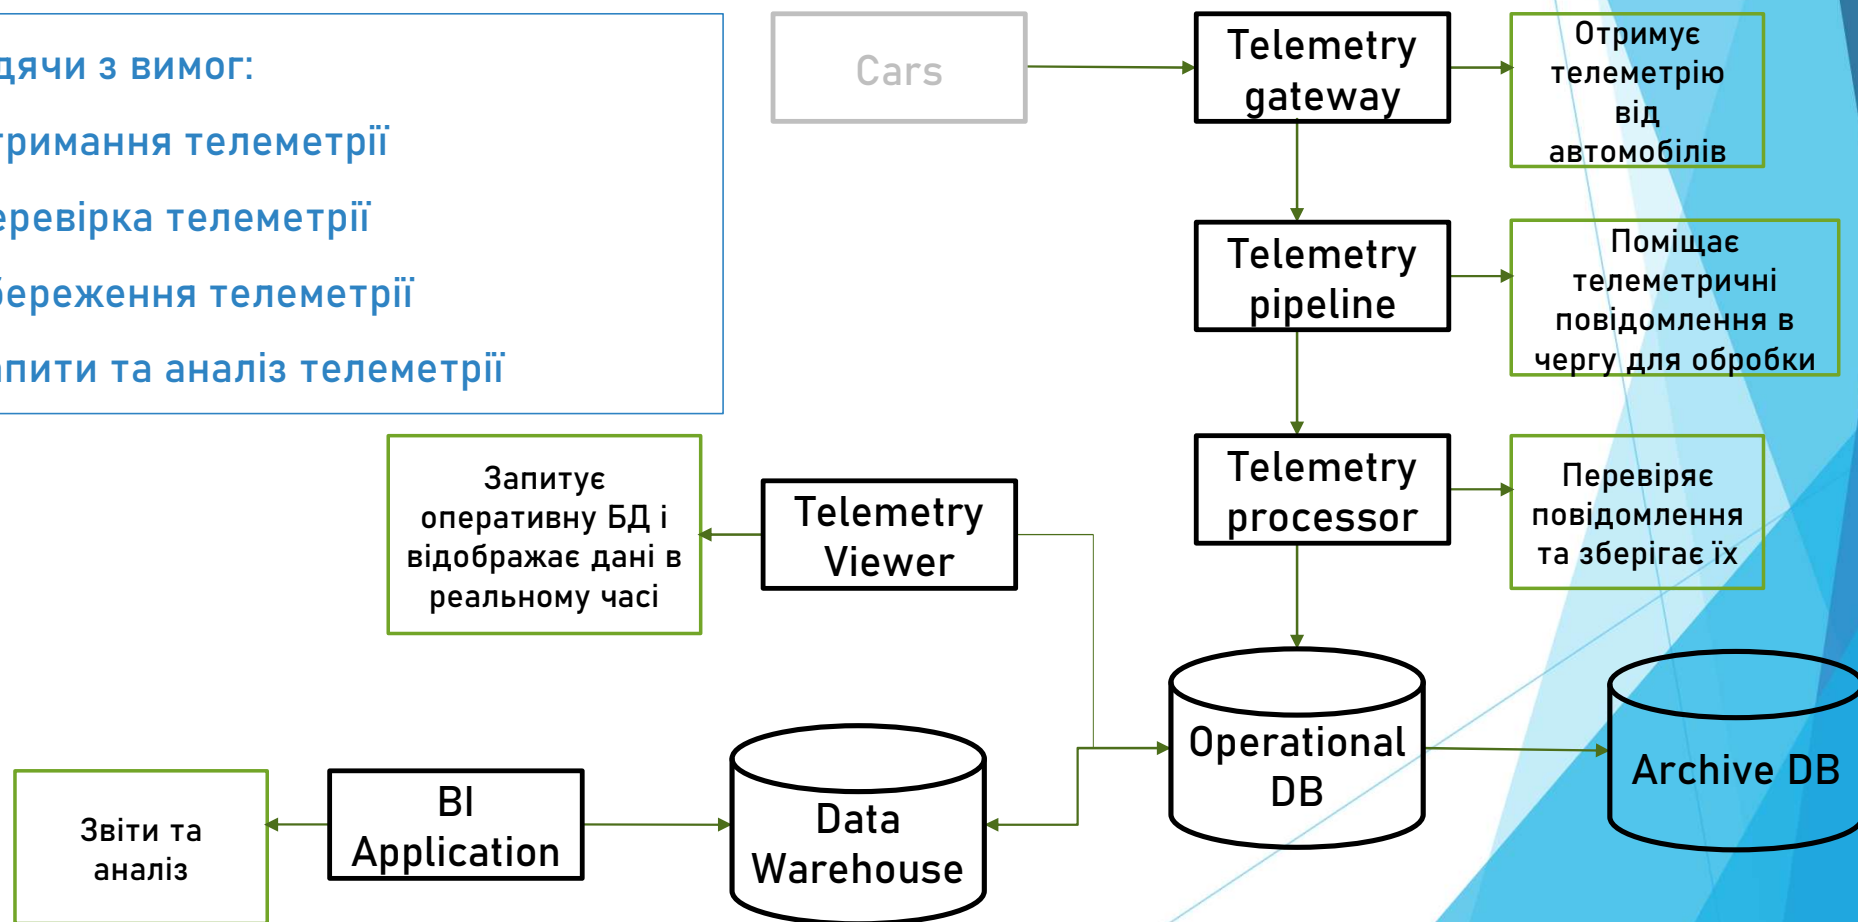 дячи з вимог:
тримання телеметрії
еревірка телеметрії
береження телеметрії
апити та аналіз телеметрії
Cars
Telemetry
gateway
Отримує
телеметрію
від
автомобілів
Telemetry
pipeline
Поміщає
телеметричні
повідомлення в
чергу для обробки
Telemetry
processor
Перевіряє
повідомлення
та зберігає їх
Запитує
оперативну БД і
відображає дані в
реальному часі
Telemetry
Viewer
Operational
DB
Archive DB
Звіти та
аналіз
BI
Application
Data
Warehouse